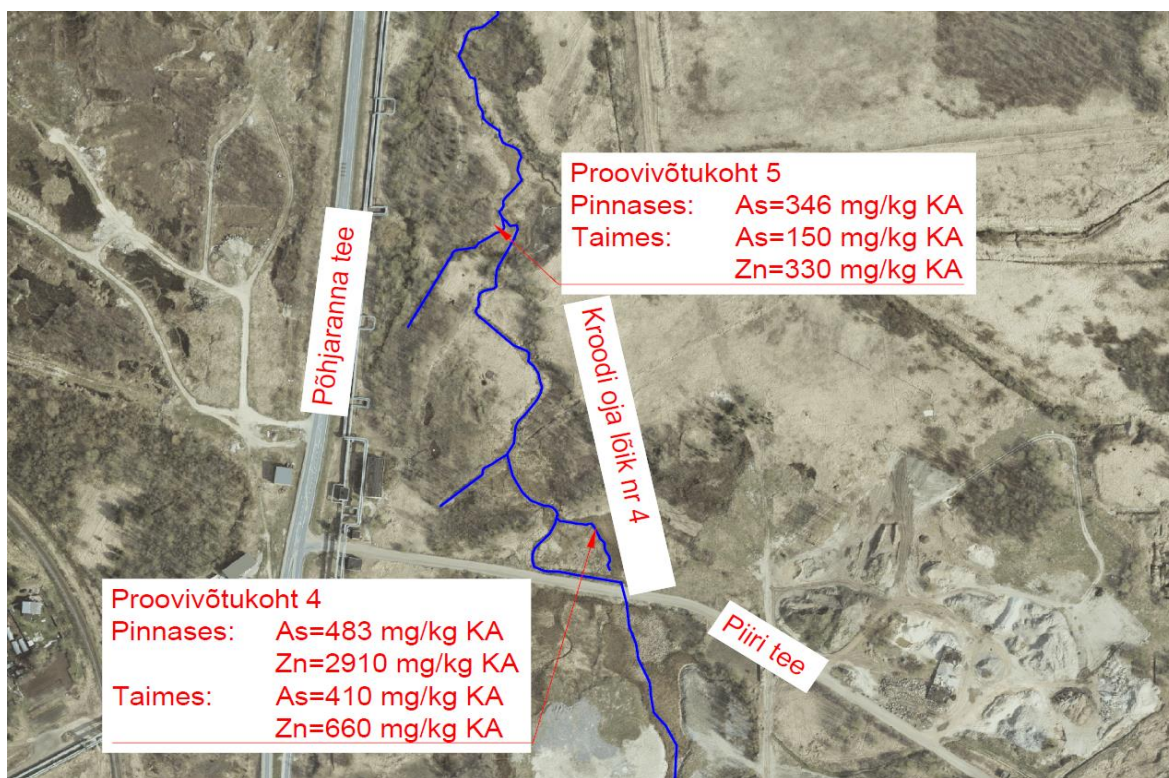 Proovivõtukoht 5
Pinnases: As=346 mg/kg KA
Taimes: As=150 mg/kg KA
Zn=330 mg/kg KA
Põhjaranna tee
Kroodi oja lõik nr 4
Proovivõtukoht 4
Pinnases: As=483 mg/kg KA
Zn=2910 mg/kg KA
Taimes: As=410 mg/kg KA
Zn=660 mg/kg KA
Piiri tee